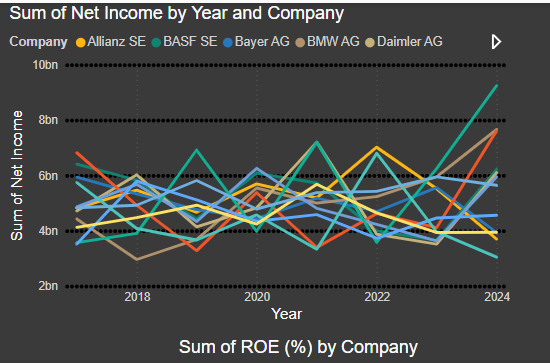 Sum of Net Income by Year and Company
Company Allianz SE BASF SE Bayer AG BMW AG Daimler AG
10bn
8bn
6bn
4bn
2bn
Sum of Net Income
2018 2020 2022 2024
Year
Sum of ROE (%) by Company